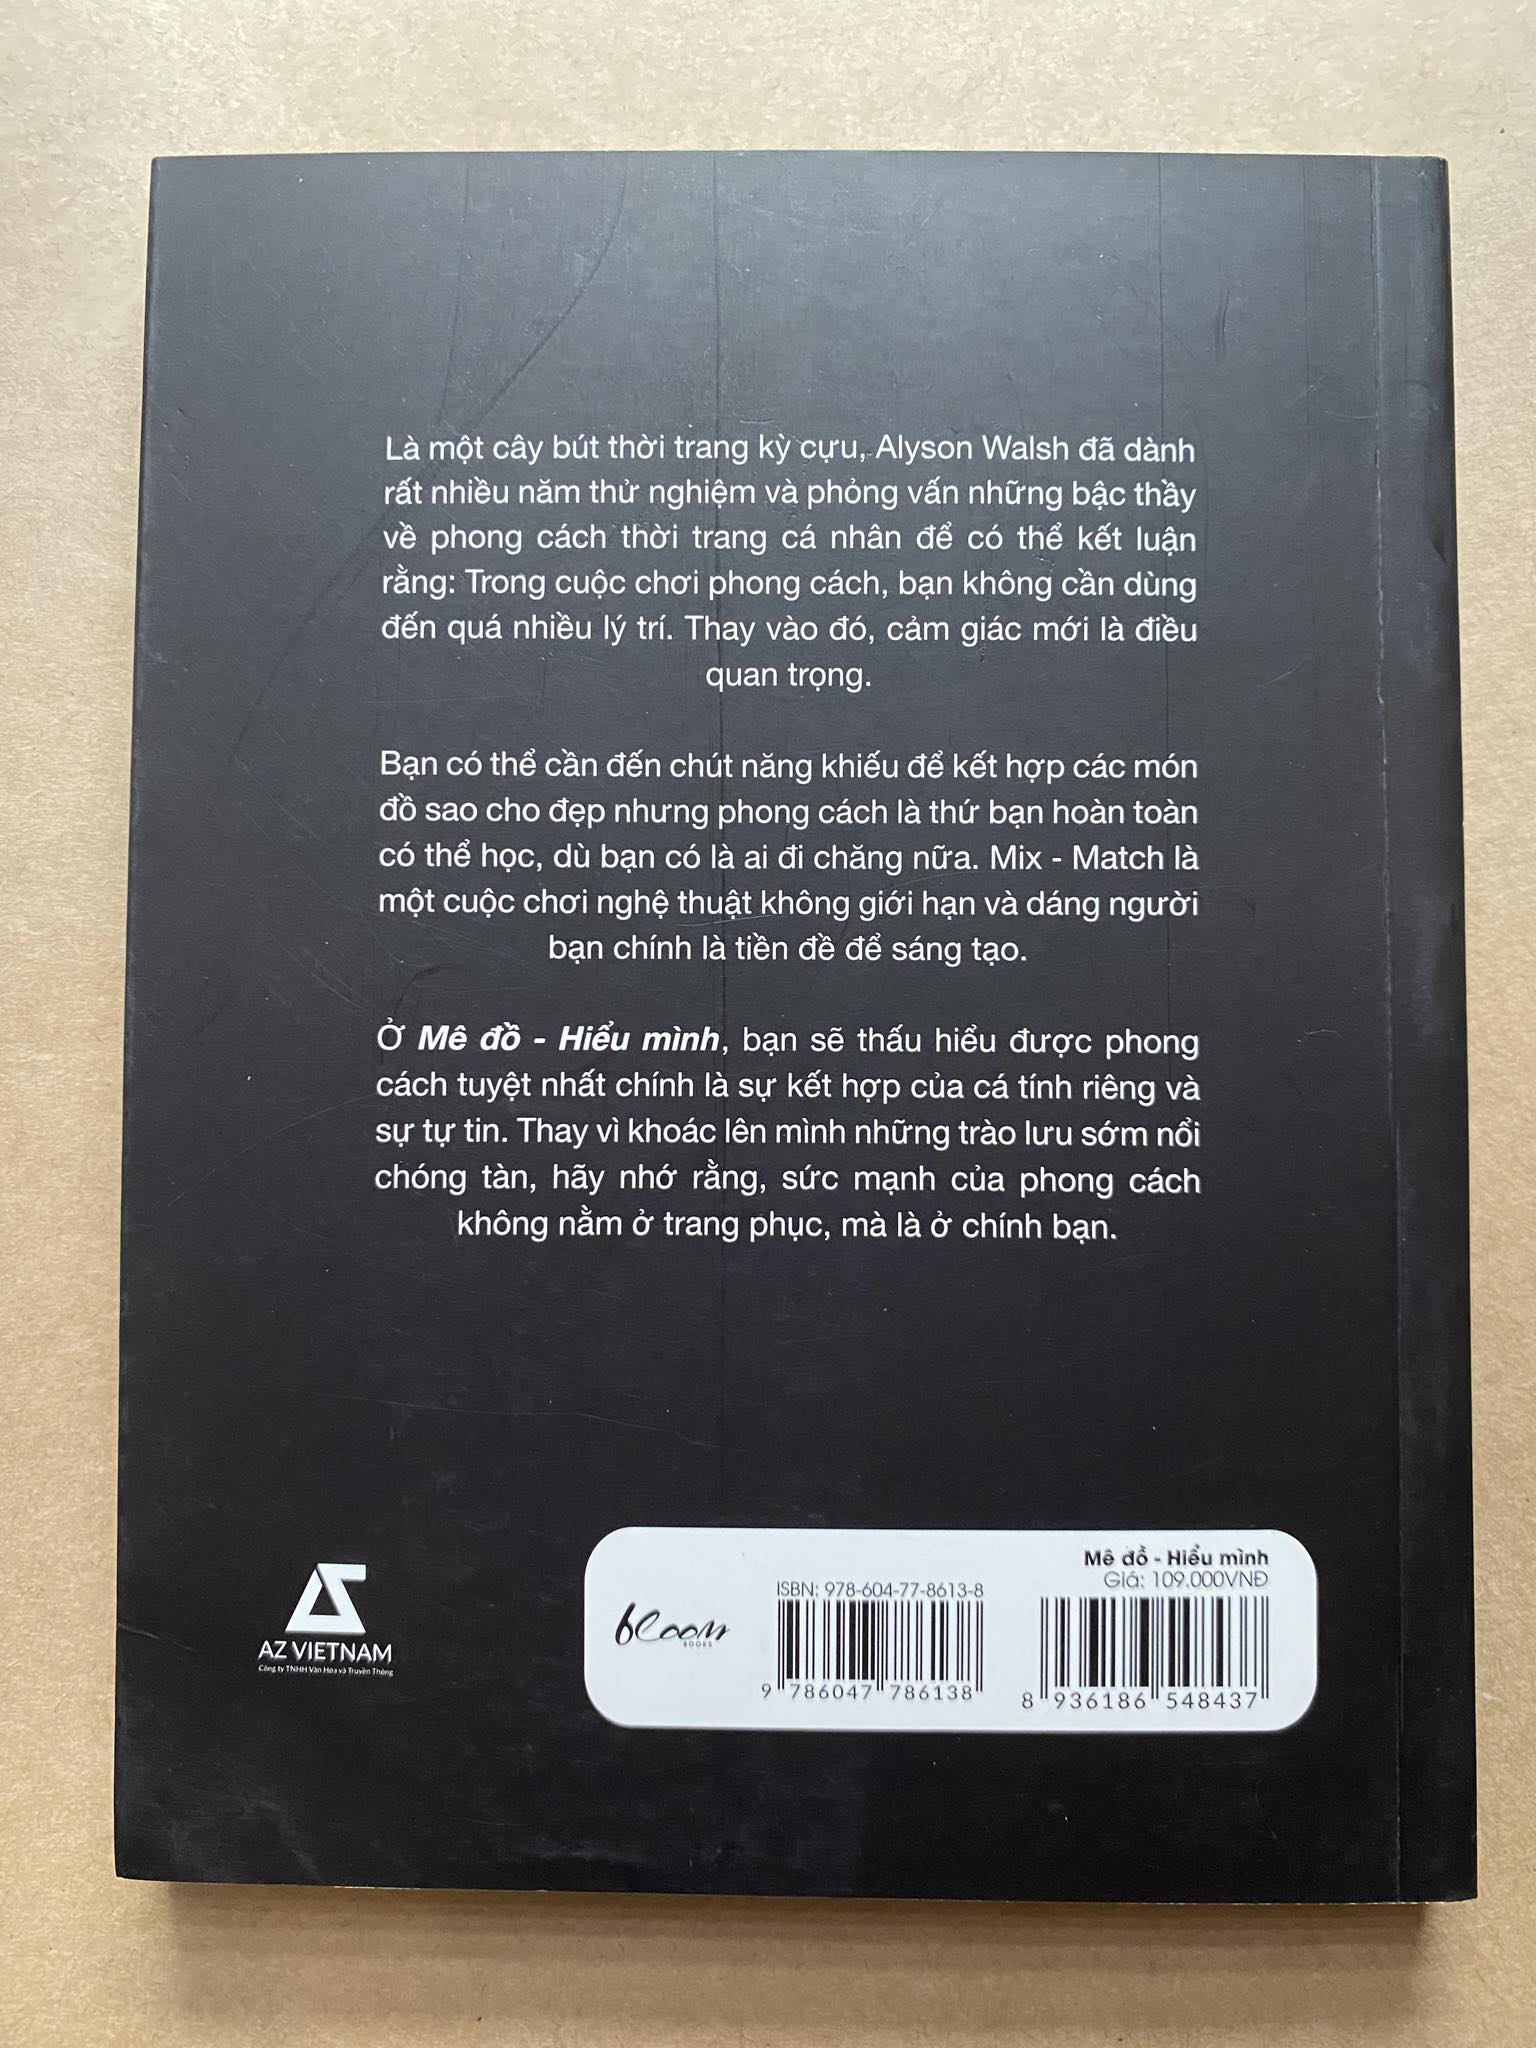 Là một cây bút thời trang kỳ cựu, Alyson Walsh đã dành
rất nhiều năm thử nghiệm và phỏng vấn những bậc thầy
về phong cách thời trang cá nhân để có thể kết luận
rằng: Trong cuộc chơi phong cách, bạn không cần dùng
đến quá nhiều lý trí. Thay vào đó, cảm giác mới là điều
quan trọng.
Bạn có thể cần đến chút năng khiếu để kết hợp các món
đồ sao cho đẹp nhưng phong cách là thứ bạn hoàn toàn
có thể học, dù bạn có là ai đi chăng nữa. Mix - Match là
một cuộc chơi nghệ thuật không giới hạn và dáng người
bạn chính là tiền đề để sáng tạo.
Ở Mê đồ - Hiểu mình, bạn sẽ thấu hiểu được phong
cách tuyệt nhất chính là sự kết hợp của cá tính riêng và
sự tự tin. Thay vì khoác lên mình những trào lưu sớm nổi
chóng tàn, hãy nhớ rằng, sức mạnh của phong cách
không nằm ở trang phục, mà là ở chính bạn.
AZ VIETNAM
Công ty TNHH Văn Hóa và Truyền Thông
bloom
BOOKS
ISBN: 978-604-77-8613-8
9 786047 786138
Mê đồ - Hiểu mình
Giá: 109.000VNĐ
8 936186 548437